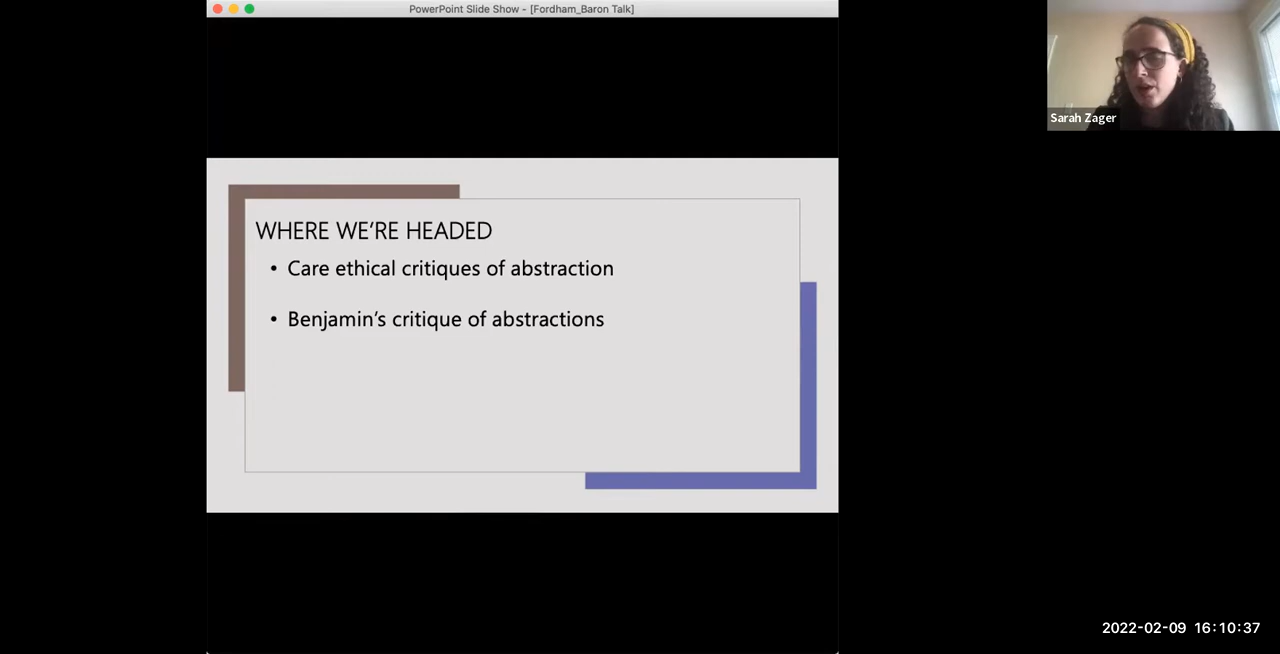 PowerPoint Slide Show - [Fordham_Baron Talk]
Sarah Zager
WHERE WE'RE HEADED
• Care ethical critiques of abstraction
• Benjamin's critique of abstractions
2022-02-09 16:10:37